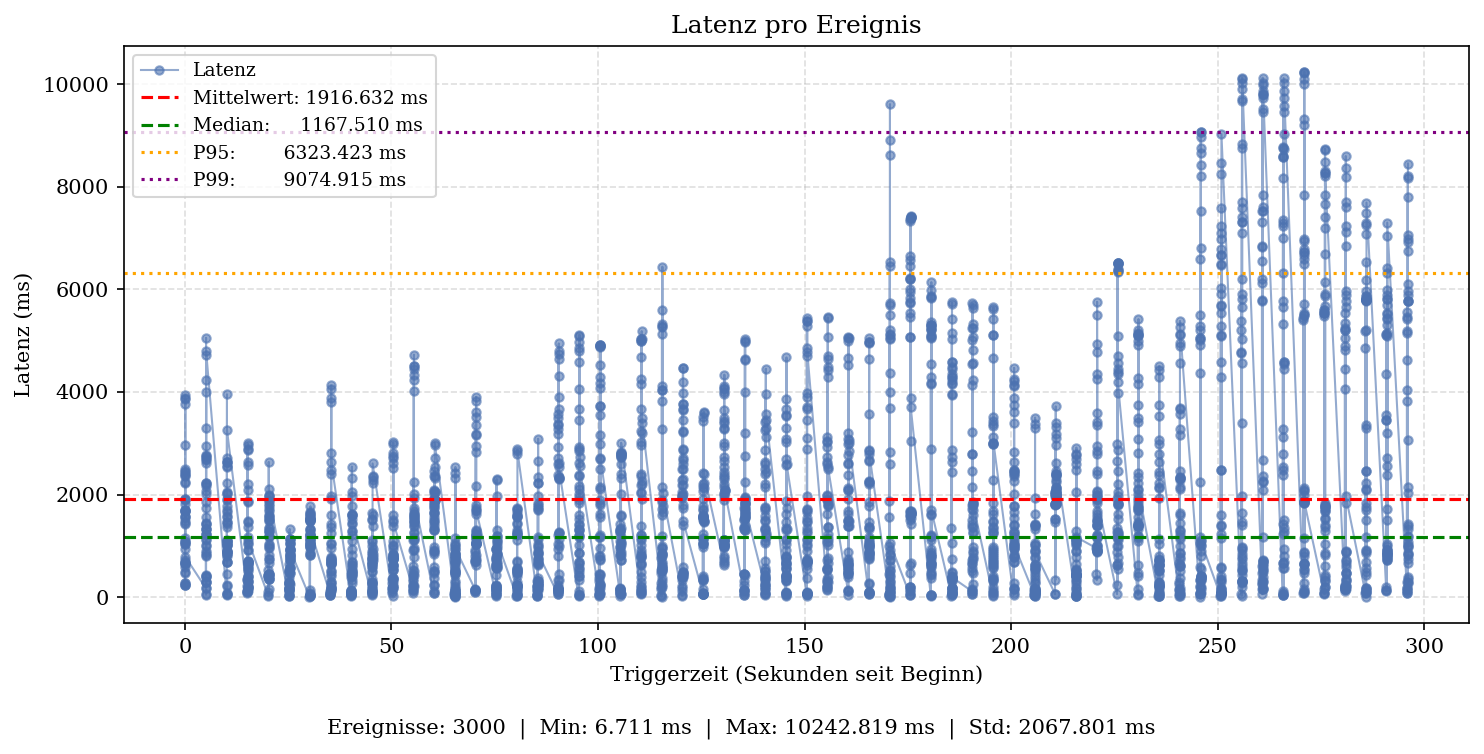 Latenz pro Ereignis
Latenz (ms)
10000
8000
6000
4000
2000
0
Latenz
Mittelwert: 1916.632 ms
Median: 1167.510 ms
P95: 6323.423 ms
P99: 9074.915 ms
0 50 100 150 200 250 300
Triggerzeit (Sekunden seit Beginn)
Ereignisse: 3000 | Min: 6.711 ms | Max: 10242.819 ms | Std: 2067.801 ms